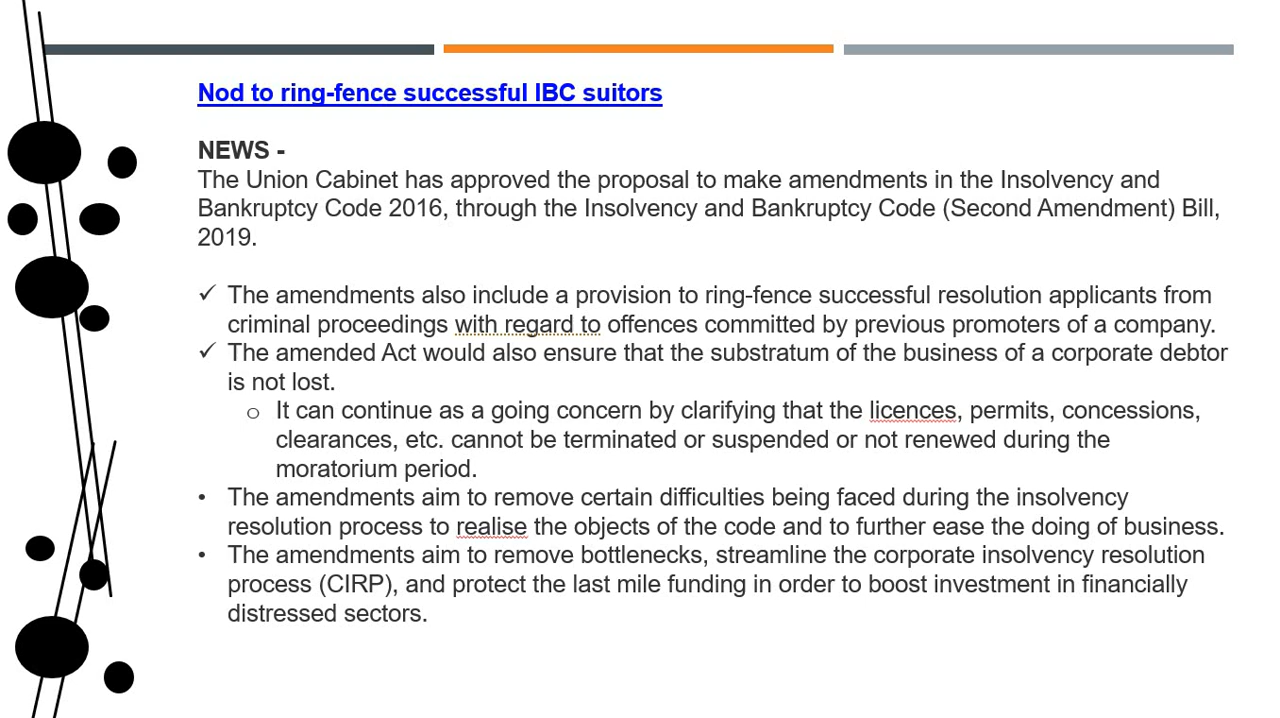 Nod to ring-fence successful IBC suitors
NEWS -
The Union Cabinet has approved the proposal to make amendments in the Insolvency and
Bankruptcy Code 2016, through the Insolvency and Bankruptcy Code (Second Amendment) Bill,
2019.
✓ The amendments also include a provision to ring-fence successful resolution applicants from
criminal proceedings with regard to offences committed by previous promoters of a company.
✓ The amended Act would also ensure that the substratum of the business of a corporate debtor
is not lost.
o It can continue as a going concern by clarifying that the licences, permits, concessions,
clearances, etc. cannot be terminated or suspended or not renewed during the
moratorium period.
• The amendments aim to remove certain difficulties being faced during the insolvency
resolution process to realise the objects of the code and to further ease the doing of business.
• The amendments aim to remove bottlenecks, streamline the corporate insolvency resolution
process (CIRP), and protect the last mile funding in order to boost investment in financially
distressed sectors.